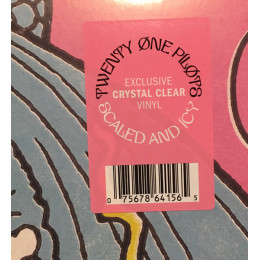 TWENTY ØNE PILØTS
EXCLUSIVE
CRYSTAL CLEAR
VINYL
SCALED AND ICY
0 75678 64156 5